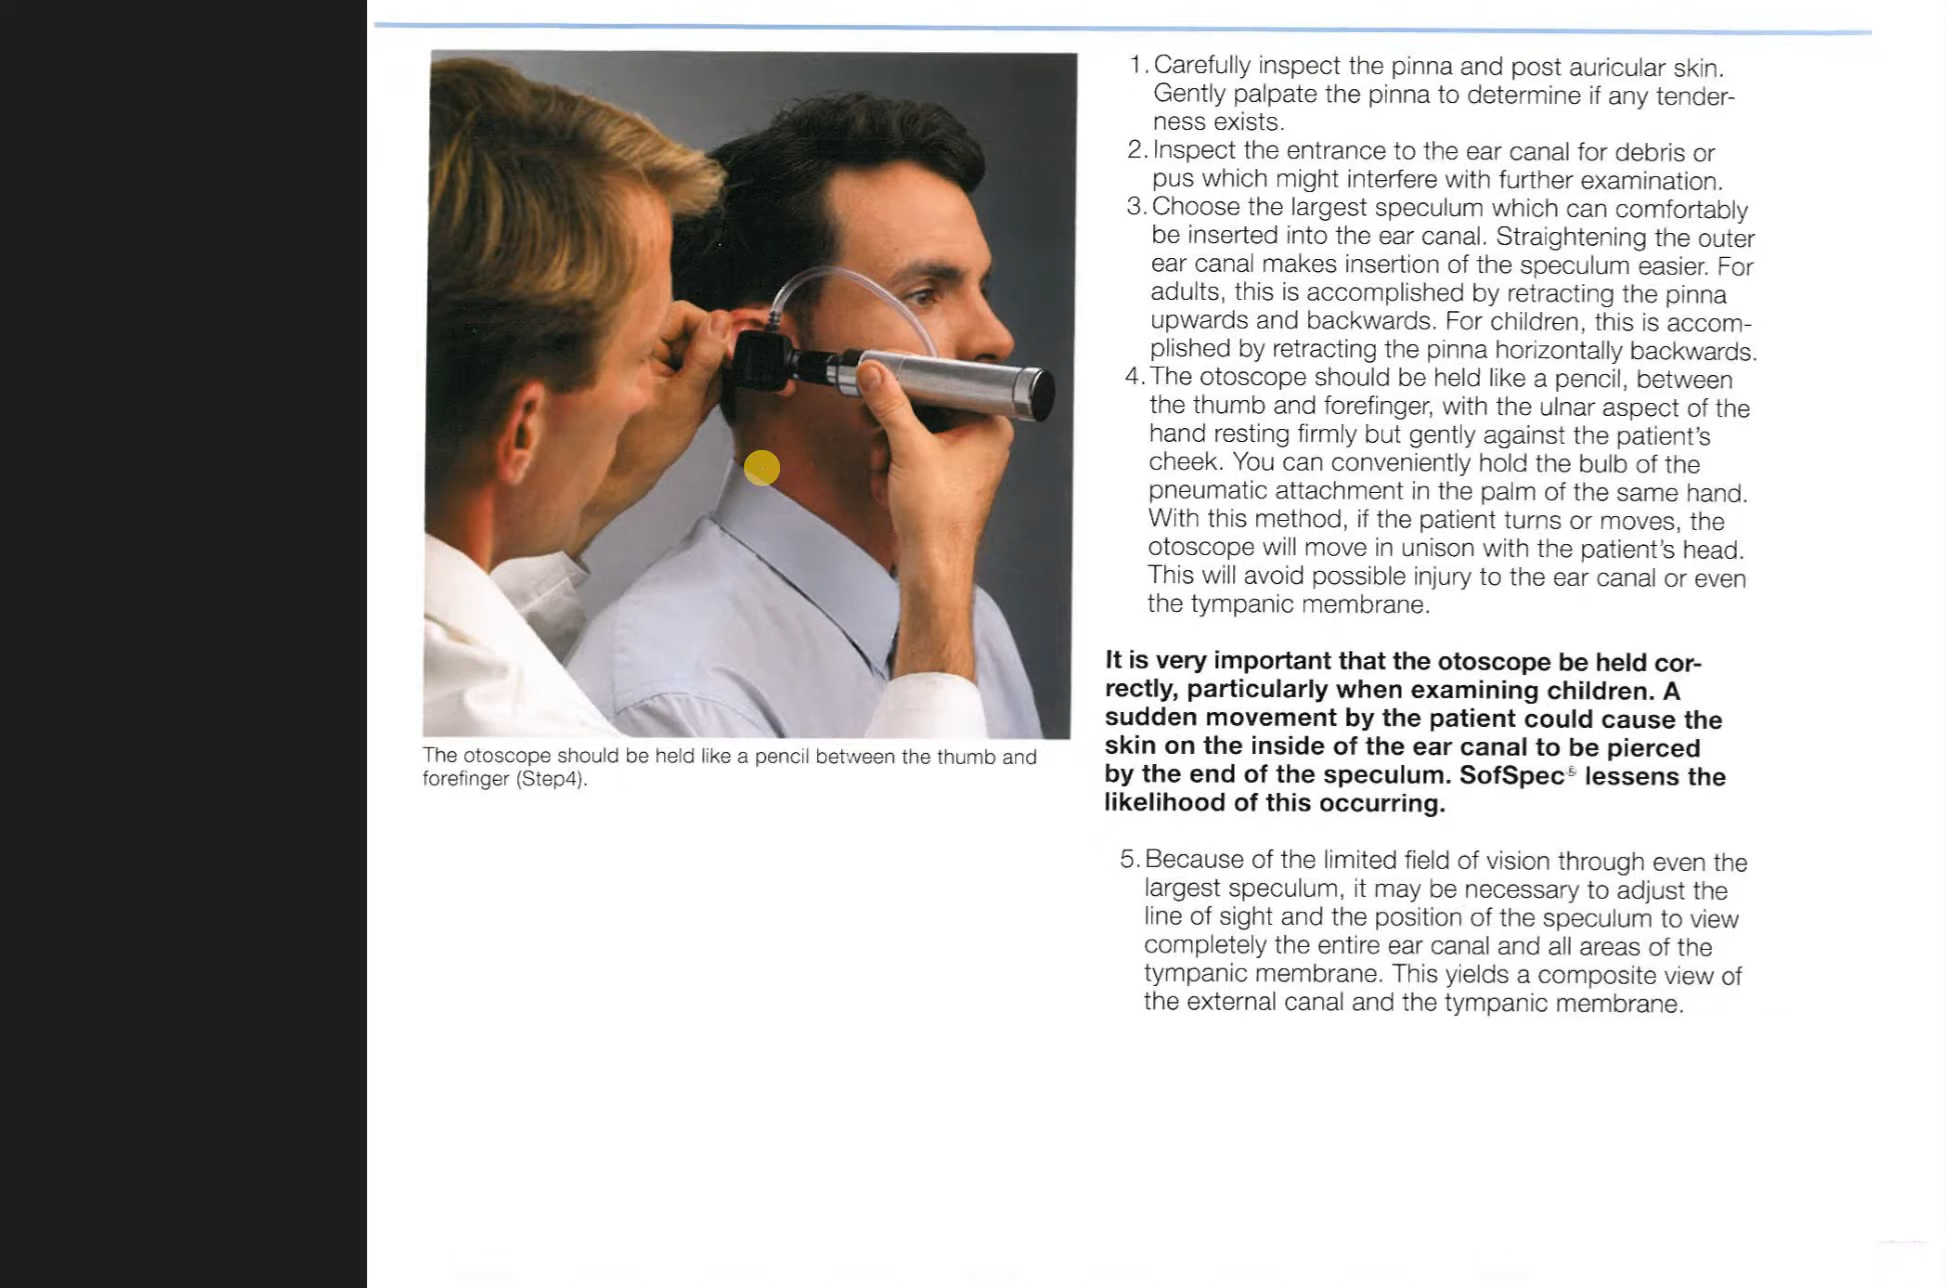 1. Carefully inspect the pinna and post auricular skin.
Gently palpate the pinna to determine if any tender-
ness exists.
2. Inspect the entrance to the ear canal for debris or
pus which might interfere with further examination.
3. Choose the largest speculum which can comfortably
be inserted into the ear canal. Straightening the outer
ear canal makes insertion of the speculum easier. For
adults, this is accomplished by retracting the pinna
upwards and backwards. For children, this is accom-
plished by retracting the pinna horizontally backwards.
4. The otoscope should be held like a pencil, between
the thumb and forefinger, with the ulnar aspect of the
hand resting firmly but gently against the patient's
cheek. You can conveniently hold the bulb of the
pneumatic attachment in the palm of the same hand.
With this method, if the patient turns or moves, the
otoscope will move in unison with the patient's head.
This will avoid possible injury to the ear canal or even
the tympanic membrane.
It is very important that the otoscope be held cor-
rectly, particularly when examining children. A
sudden movement by the patient could cause the
skin on the inside of the ear canal to be pierced
by the end of the speculum. SofSpec® lessens the
likelihood of this occurring.
5. Because of the limited field of vision through even the
largest speculum, it may be necessary to adjust the
line of sight and the position of the speculum to view
completely the entire ear canal and all areas of the
tympanic membrane. This yields a composite view of
the external canal and the tympanic membrane.
The otoscope should be held like a pencil between the thumb and
forefinger (Step4).